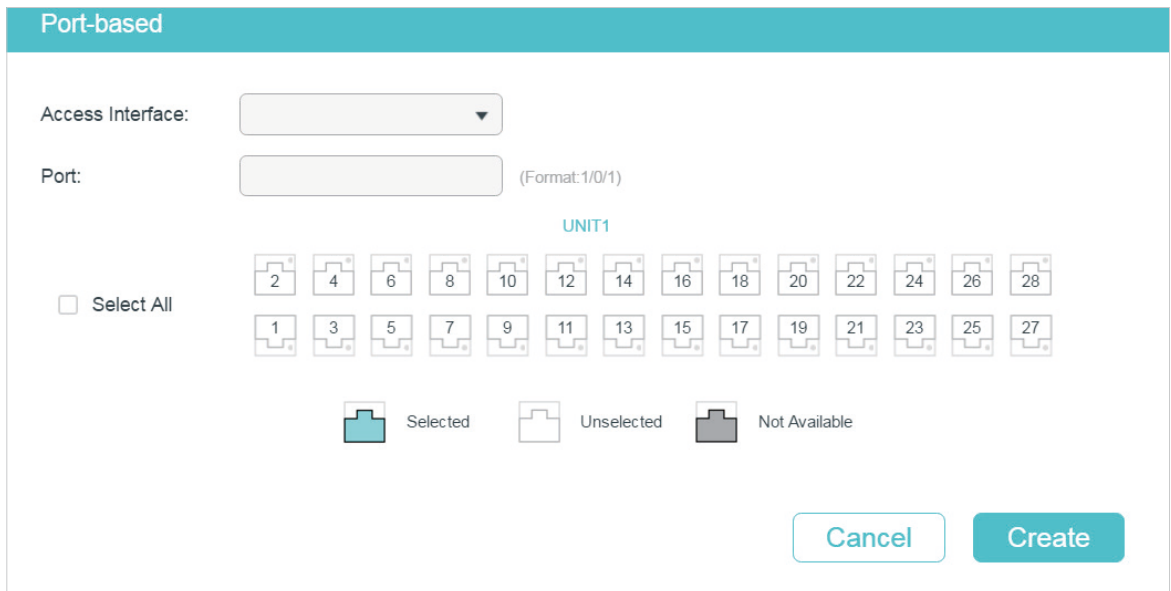 Port-based
Access Interface:
Port: (Format:1/0/1)
UNIT1
2 4 6 8 10 12 14 16 18 20 22 24 26 28
Select All
1 3 5 7 9 11 13 15 17 19 21 23 25 27
Selected Unselected Not Available
Cancel Create